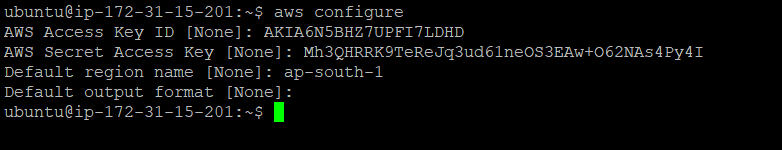 ubuntu@ip-172-31-15-201:~$ aws configure
AWS Access Key ID [None]: AKIA6N5BHZ7UPFI7LDHD
AWS Secret Access Key [None]: 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
Default region name [None]: ap-south-1
Default output format [None]:
ubuntu@ip-172-31-15-201:~$